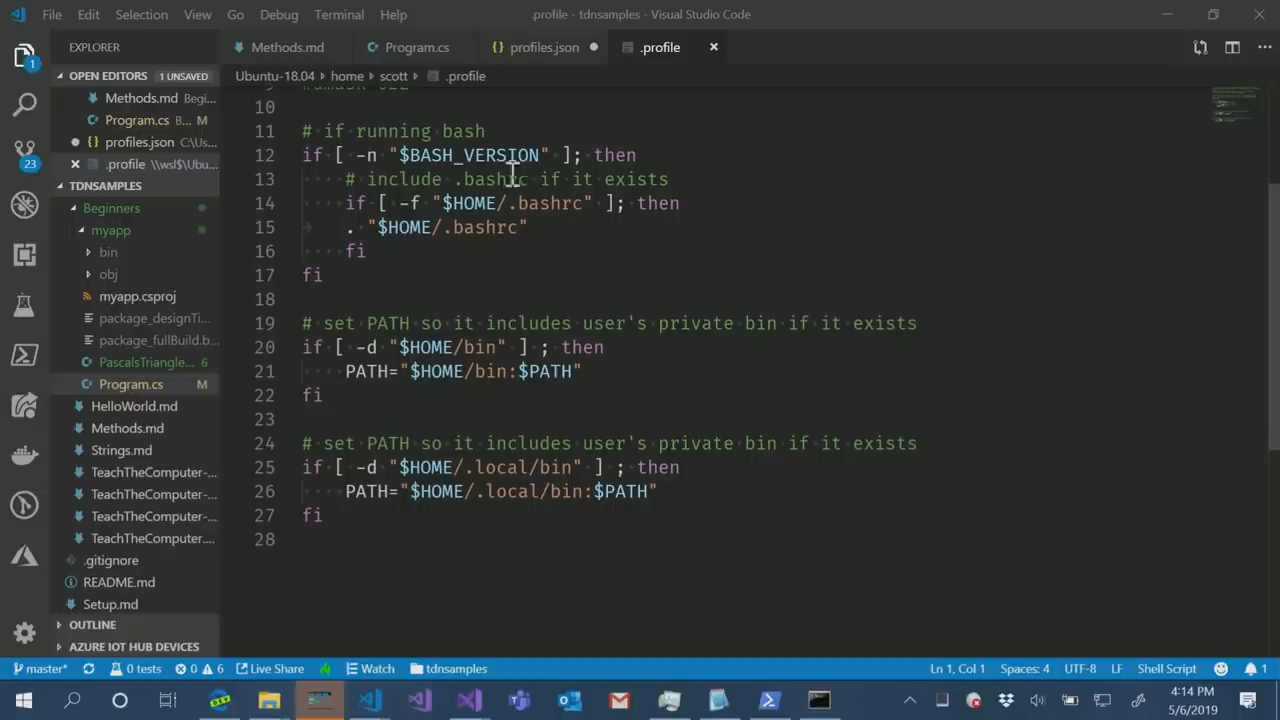 File Edit Selection View Go Debug Terminal Help .profile - tdnsamples - Visual Studio Code
EXPLORER
Methods.md Program.cs {} profiles.json .profile
OPEN EDITORS 1 UNSAVED
Methods.md Begi...
Program.cs B... M
{} profiles.json C:\Us...
.profile \\wsl$\Ubu...
1
23
TDNSAMPLES
Beginners
myapp
bin
obj
myapp.csproj
package_designTi...
package_fullBuild.b...
PascalsTriangle... 6
Program.cs M
HelloWorld.md
Methods.md
Strings.md
TeachTheComputer-...
TeachTheComputer-...
TeachTheComputer-...
TeachTheComputer....
.gitignore
README.md
Setup.md
OUTLINE
AZURE IOT HUB DEVICES
Ubuntu-18.04 home scott .profile
10
11 # if running bash
12 if [ -n "$BASH_VERSION" ]; then
13 # include .bashrc if it exists
14 if [ -f "$HOME/.bashrc" ]; then
15 . "$HOME/.bashrc"
16 fi
17 fi
18
19 # set PATH so it includes user's private bin if it exists
20 if [ -d "$HOME/bin" ] ; then
21 PATH="$HOME/bin:$PATH"
22 fi
23
24 # set PATH so it includes user's private bin if it exists
25 if [ -d "$HOME/.local/bin" ] ; then
26 PATH="$HOME/.local/bin:$PATH"
27 fi
28
master* 0 tests 0 6 Live Share Watch tdnsamples Ln 1, Col 1 Spaces: 4 UTF-8 LF Shell Script 1
4:14 PM
5/6/2019